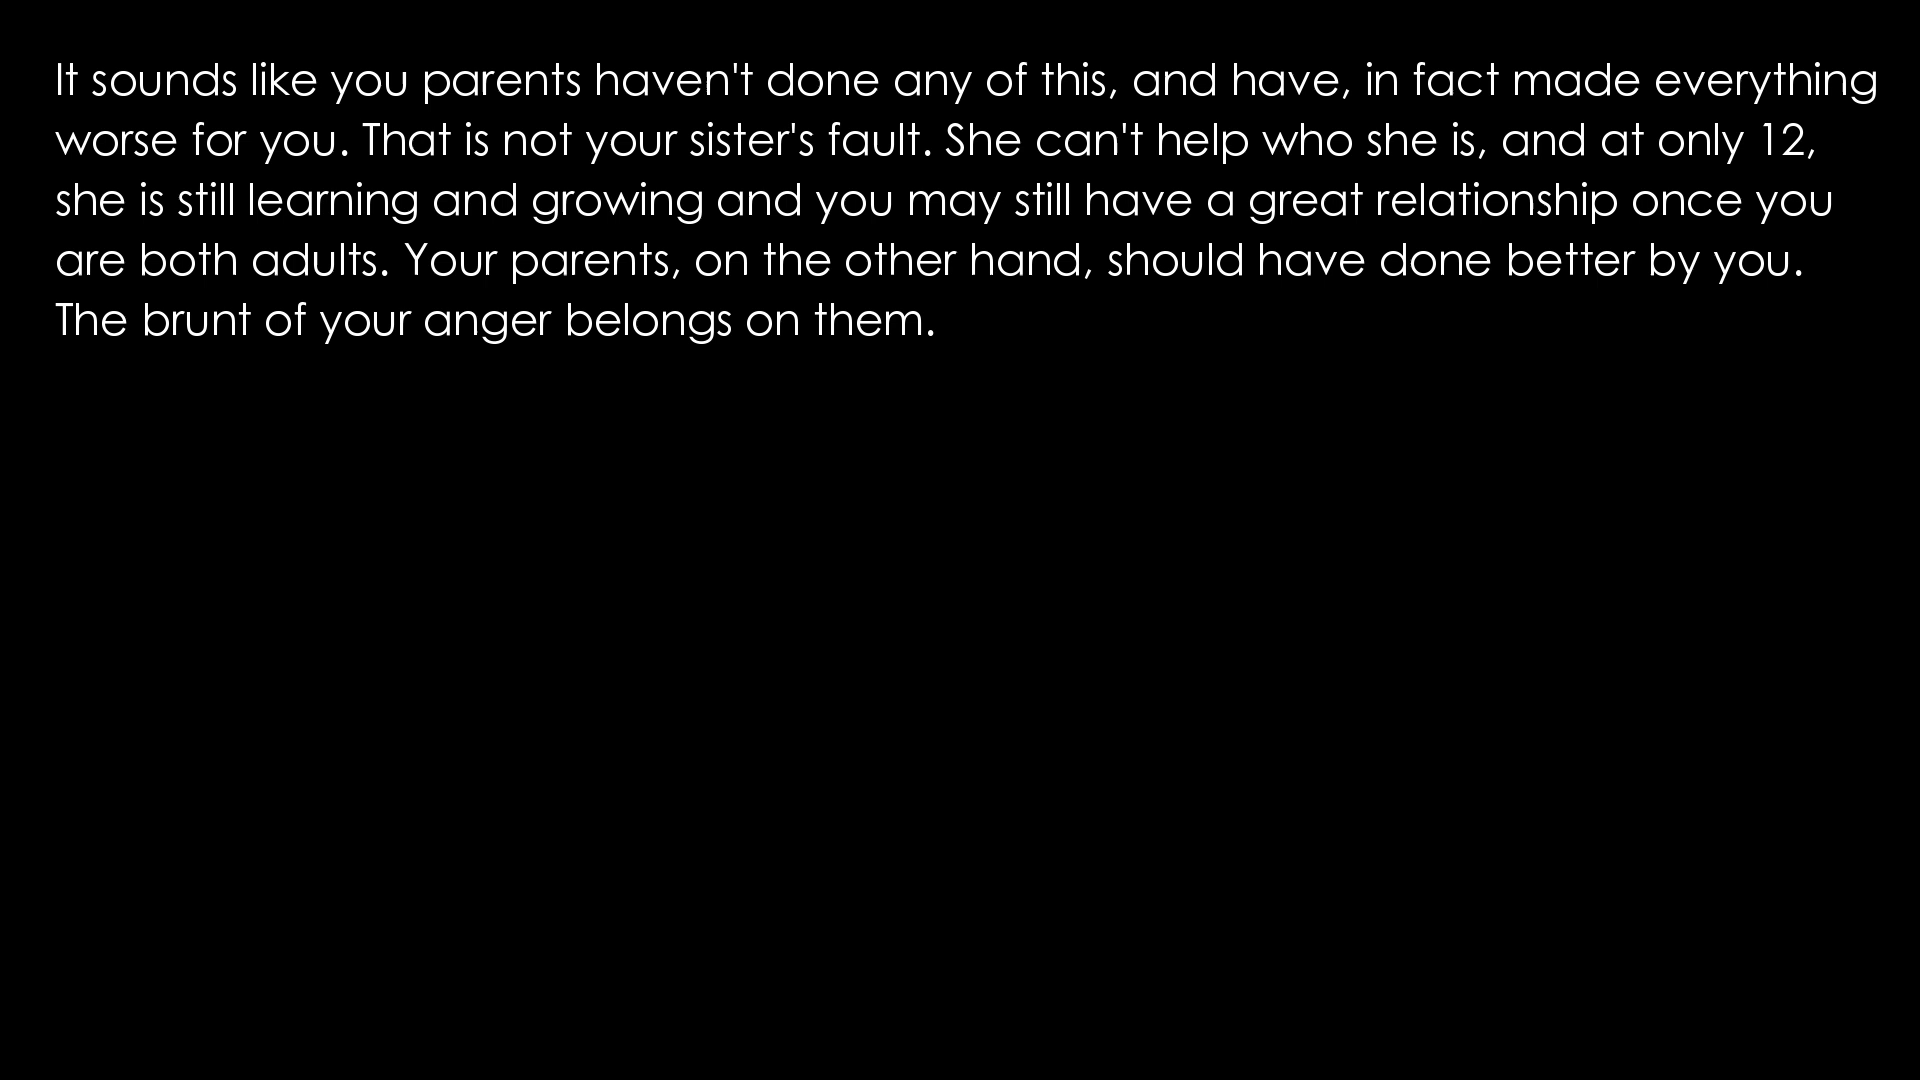 It sounds like you parents haven't done any of this, and have, in fact made everything
worse for you. That is not your sister's fault. She can't help who she is, and at only 12,
she is still learning and growing and you may still have a great relationship once you
are both adults. Your parents, on the other hand, should have done better by you.
The brunt of your anger belongs on them.